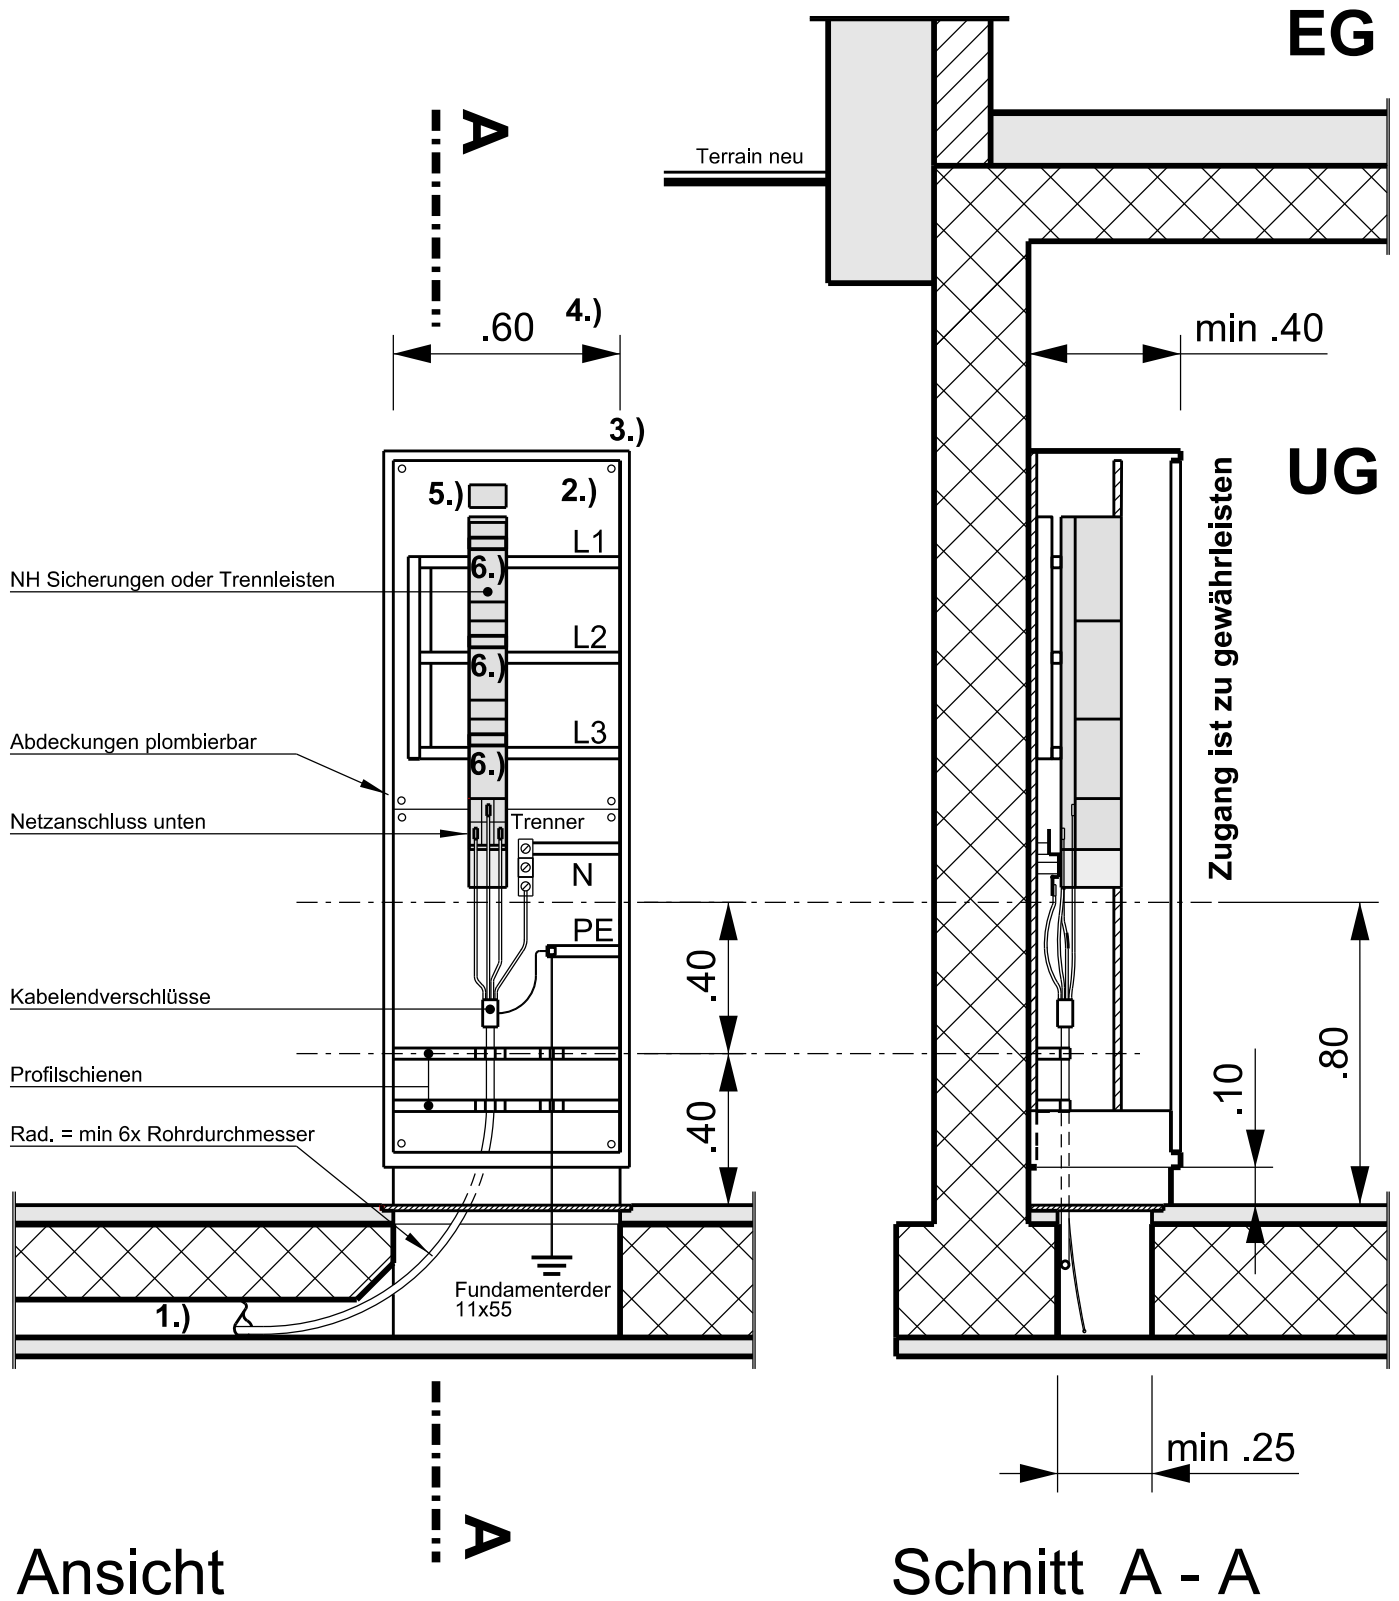 EG
A
Terrain neu
4.)
.60
min .40
3.)
UG
5.)
2.)
L1
6.)
NH Sicherungen oder Trennleisten
L2
6.)
L3
6.)
Abdeckungen plombierbar
Netzanschluss unten
Trenner
N
PE
Zugang ist zu gewährleisten
Kabelendverschlüsse
.40
.80
Profilschienen
.10
.40
Rad. = min 6x Rohrdurchmesser
Fundamenterder
11x55
1.)
min .25
A
Ansicht
Schnitt A - A